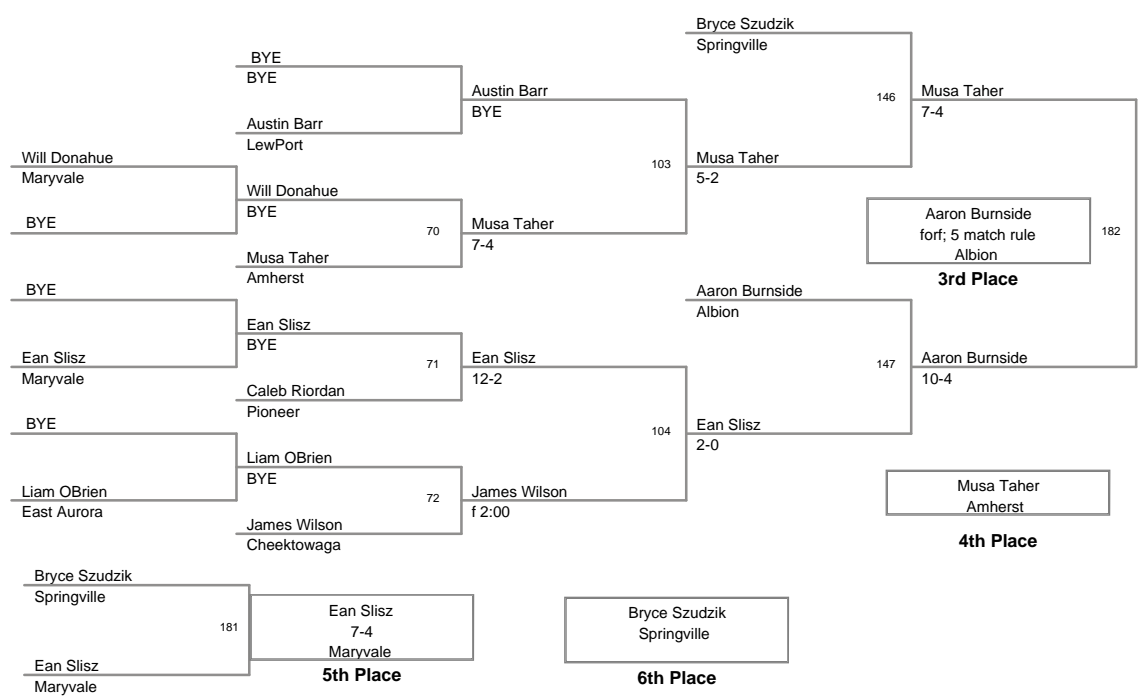 Bryce Szudzik
Springville
BYE
BYE
Austin Barr
BYE
146
Musa Taher
7-4
Austin Barr
LewPort
Will Donahue
Maryvale
103
Musa Taher
5-2
Will Donahue
BYE
BYE
70
Musa Taher
7-4
Aaron Burnside
forf; 5 match rule
Albion
182
3rd Place
Musa Taher
Amherst
BYE
Aaron Burnside
Albion
Ean Slisz
BYE
Ean Slisz
Maryvale
71
Ean Slisz
12-2
147
Aaron Burnside
10-4
Caleb Riordan
Pioneer
BYE
104
Ean Slisz
2-0
Liam OBrien
BYE
Liam OBrien
East Aurora
72
James Wilson
f 2:00
Musa Taher
Amherst
4th Place
James Wilson
Cheektowaga
Bryce Szudzik
Springville
181
Ean Slisz
7-4
Maryvale
5th Place
Bryce Szudzik
Springville
6th Place
Ean Slisz
Maryvale